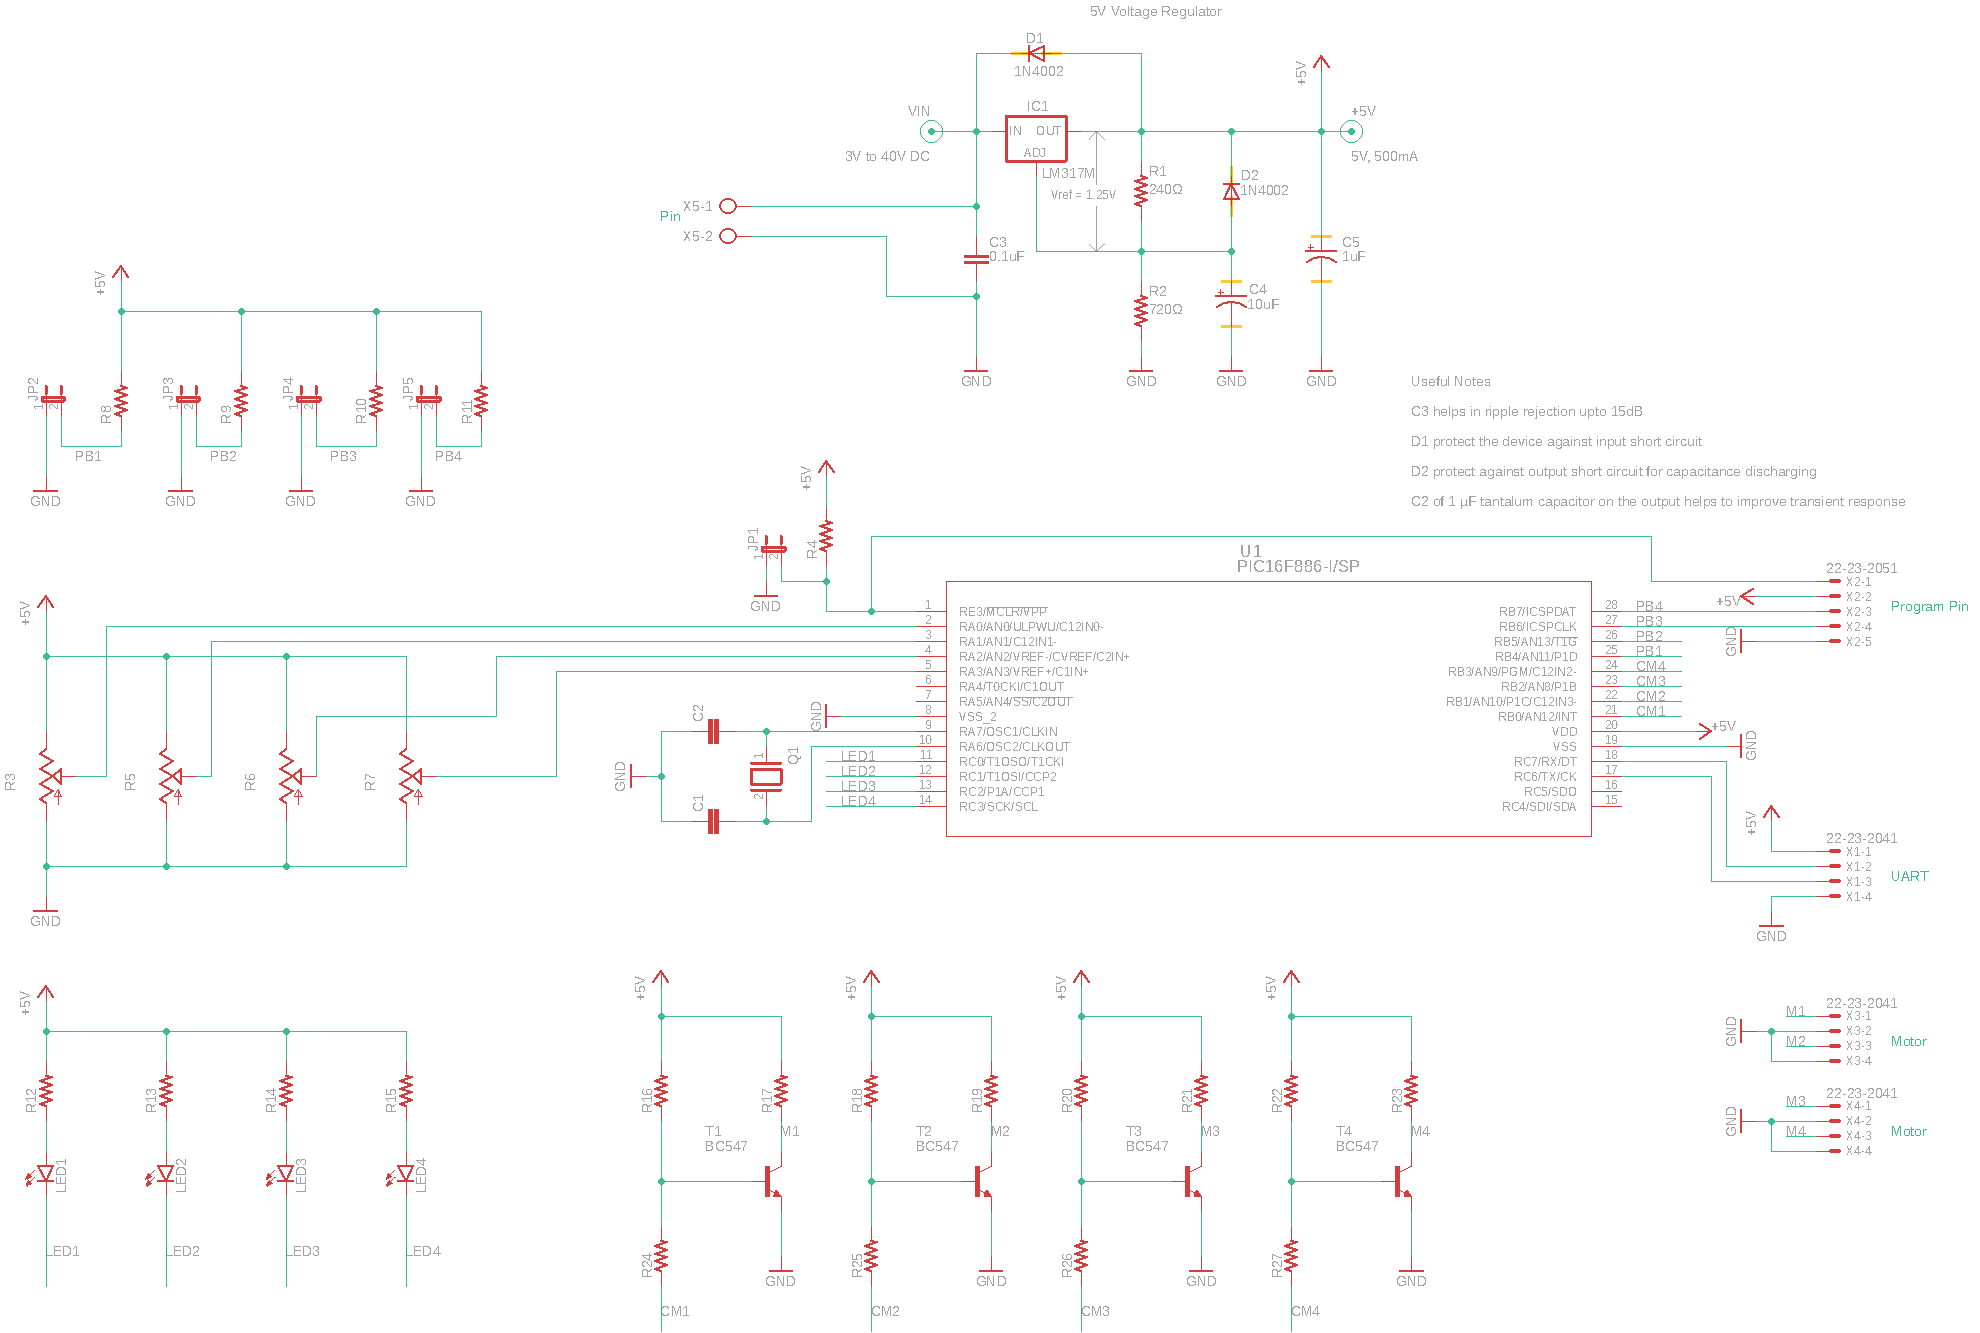 5V Voltage Regulator
D1
1N4002
+5V
VIN
IC1
+5V
IN OUT
ADJ
3V to 40V DC
5V, 500mA
LM317M
Vref = 1.25V
R1
240Ω
D2
1N4002
Pin
X5-1
X5-2
C3
0.1uF
C5
1uF
R2
720Ω
C4
10uF
GND
GND
GND
GND
Useful Notes
C3 helps in ripple rejection upto 15dB
D1 protect the device against input short circuit
D2 protect against output short circuit for capacitance discharging
C2 of 1 µF tantalum capacitor on the output helps to improve transient response
+5V
JP2
1
2
R8
JP3
1
2
R9
JP4
1
2
R10
JP5
1
2
R11
PB1
PB2
PB3
PB4
GND
GND
GND
GND
+5V
JP1
1
2
R4
GND
U1
PIC16F886-I/SP
1 RE3/MCLR/VPP
2 RA0/AN0/ULPWU/C12IN0-
3 RA1/AN1/C12IN1-
4 RA2/AN2/VREF-/CVREF/C2IN+
5 RA3/AN3/VREF+/C1IN+
6 RA4/T0CKI/C1OUT
7 RA5/AN4/SS/C2OUT
8 VSS_2
9 RA7/OSC1/CLKIN
10 RA6/OSC2/CLKOUT
LED1 11 RC0/T1OSO/T1CKI
LED2 12 RC1/T1OSI/CCP2
LED3 13 RC2/P1A/CCP1
LED4 14 RC3/SCK/SCL
RB7/ICSPDAT 28 PB4
RB6/ICSPCLK 27 PB3
RB5/AN13/T1G 26 PB2
RB4/AN11/P1D 25 PB1
RB3/AN9/PGM/C12IN2- 24 CM4
RB2/AN8/P1B 23 CM3
RB1/AN10/P1C/C12IN3- 22 CM2
RB0/AN12/INT 21 CM1
VDD 20 +5V
VSS 19 GND
RC7/RX/DT 18
RC6/TX/CK 17
RC5/SDO 16
RC4/SDI/SDA 15
22-23-2051
X2-1
+5V X2-2
X2-3
X2-4
GND X2-5
Program Pin
+5V
R3
R5
R6
R7
GND
GND
C2
GND
C1
1
2
Q1
+5V
22-23-2041
X1-1
X1-2
X1-3
X1-4
UART
GND
+5V
R12
R13
R14
R15
LED1
LED2
LED3
LED4
LED1
LED2
LED3
LED4
+5V
R16
R17
T1
BC547
M1
R24
GND
CM1
+5V
R18
R19
T2
BC547
M2
R25
GND
CM2
+5V
R20
R21
T3
BC547
M3
R26
GND
CM3
+5V
R22
R23
T4
BC547
M4
R27
GND
CM4
22-23-2041
M1 X3-1
GND X3-2
M2 X3-3
X3-4
Motor
22-23-2041
M3 X4-1
GND X4-2
M4 X4-3
X4-4
Motor